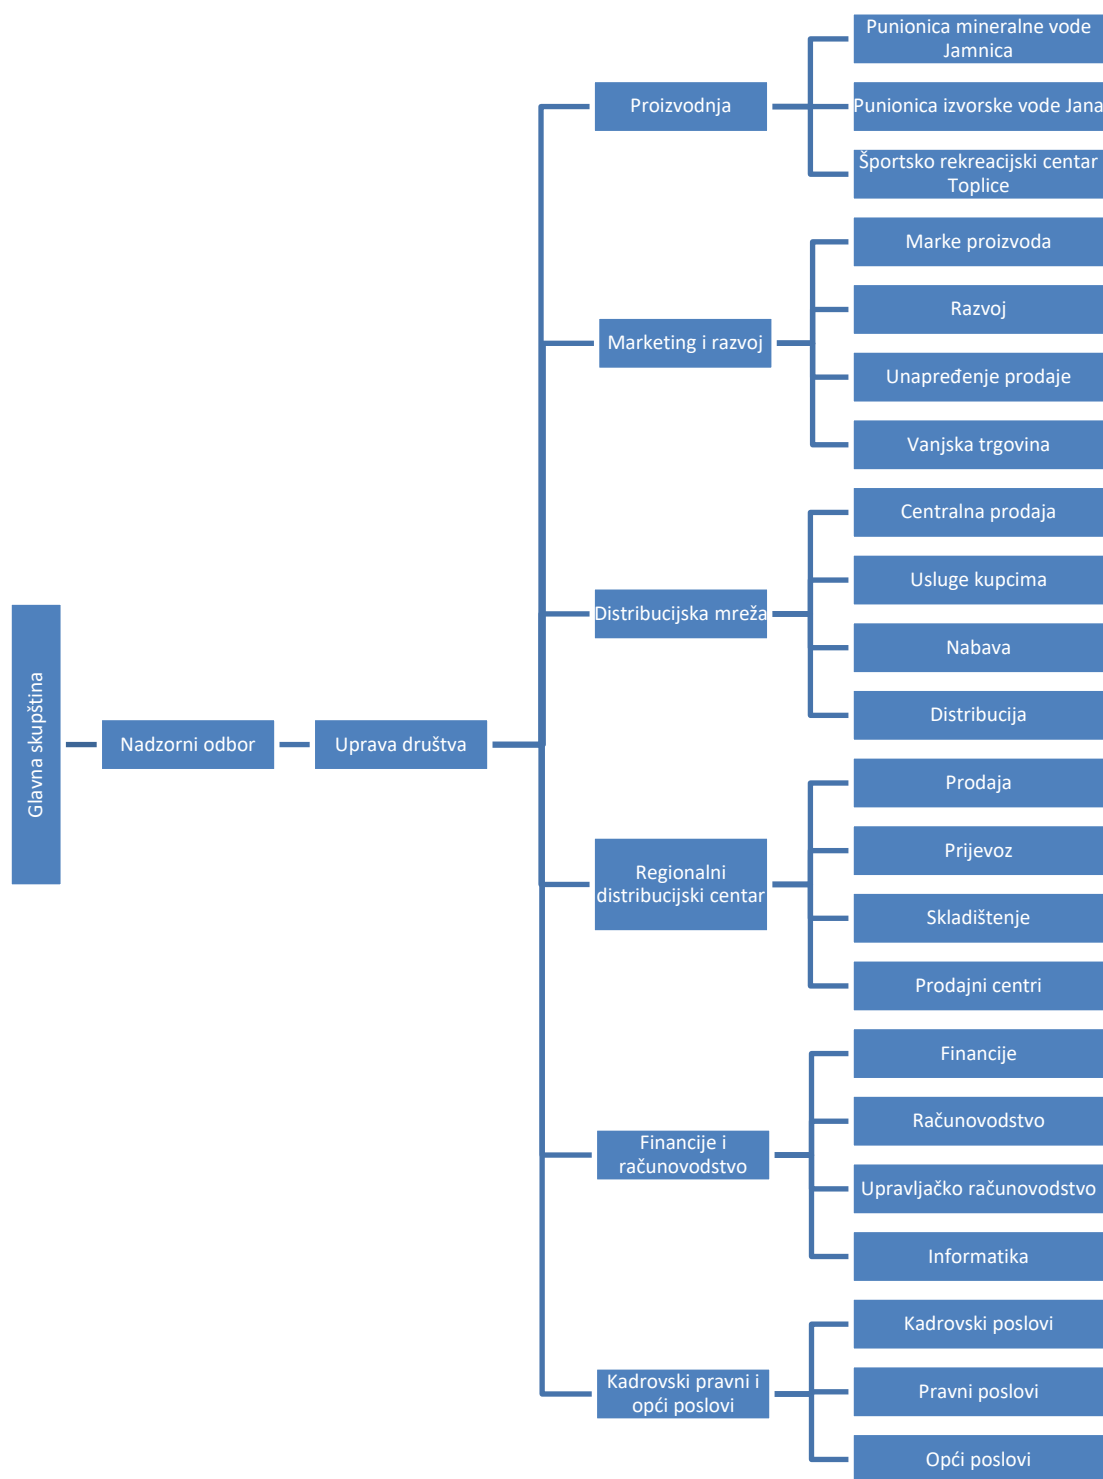 Glavna skupština
Nadzorni odbor
Uprava društva
Proizvodnja
Punionica mineralne vode
Jamnica
Punionica izvorske vode Jana
Športsko rekreacijski centar
Toplice
Marketing i razvoj
Marke proizvoda
Razvoj
Unapređenje prodaje
Vanjska trgovina
Distribucijska mreža
Centralna prodaja
Usluge kupcima
Nabava
Distribucija
Regionalni
distribucijski centar
Prodaja
Prijevoz
Skladištenje
Prodajni centri
Financije i
računovodstvo
Financije
Računovodstvo
Upravljačko računovodstvo
Informatika
Kadrovski pravni i
opći poslovi
Kadrovski poslovi
Pravni poslovi
Opći poslovi